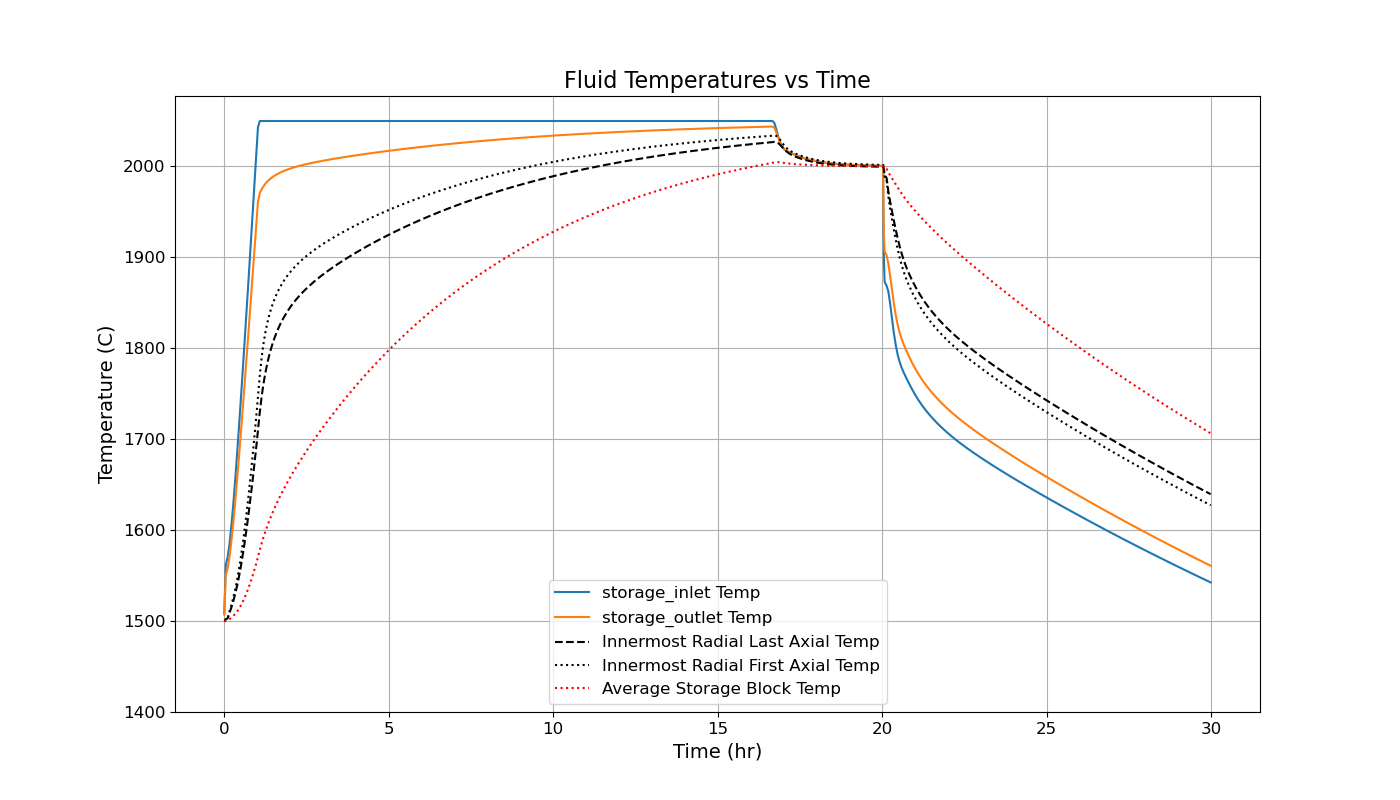 Fluid Temperatures vs Time
Temperature (C)
2000
1900
1800
1700
1600
1500
1400
storage_inlet Temp
storage_outlet Temp
Innermost Radial Last Axial Temp
Innermost Radial First Axial Temp
Average Storage Block Temp
0 5 10 15 20 25 30
Time (hr)